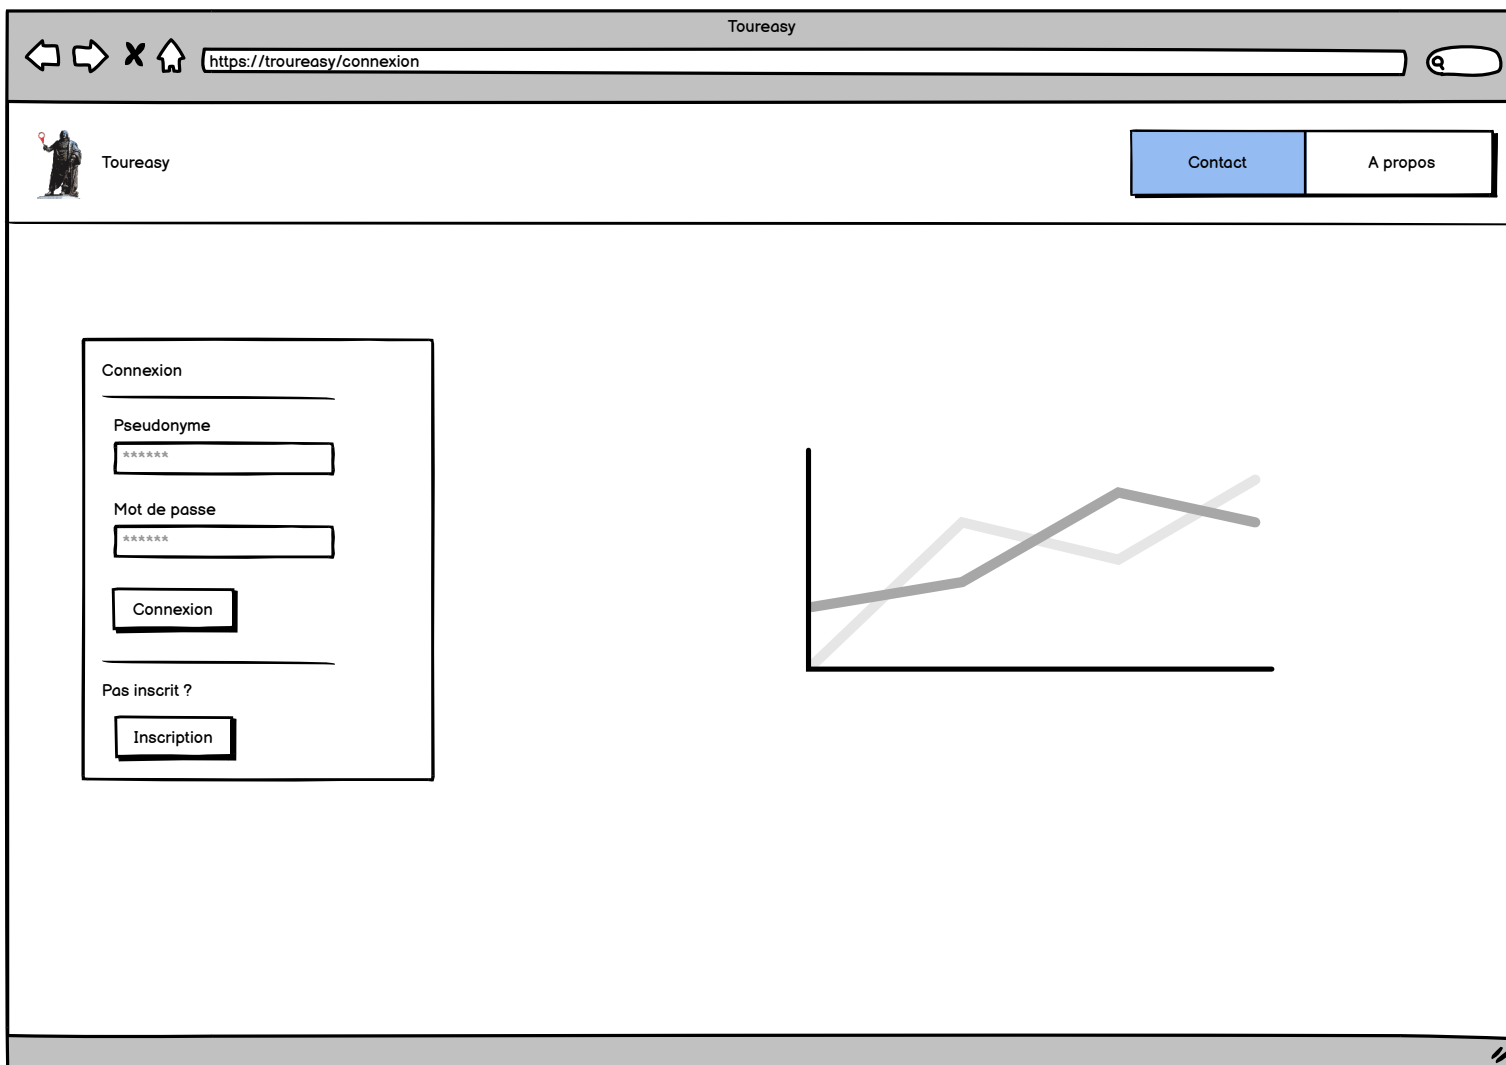 Toureasy
https://troureasy/connexion
Toureasy
Contact
A propos
Connexion
Pseudonyme
******
Mot de passe
******
Connexion
Pas inscrit ?
Inscription